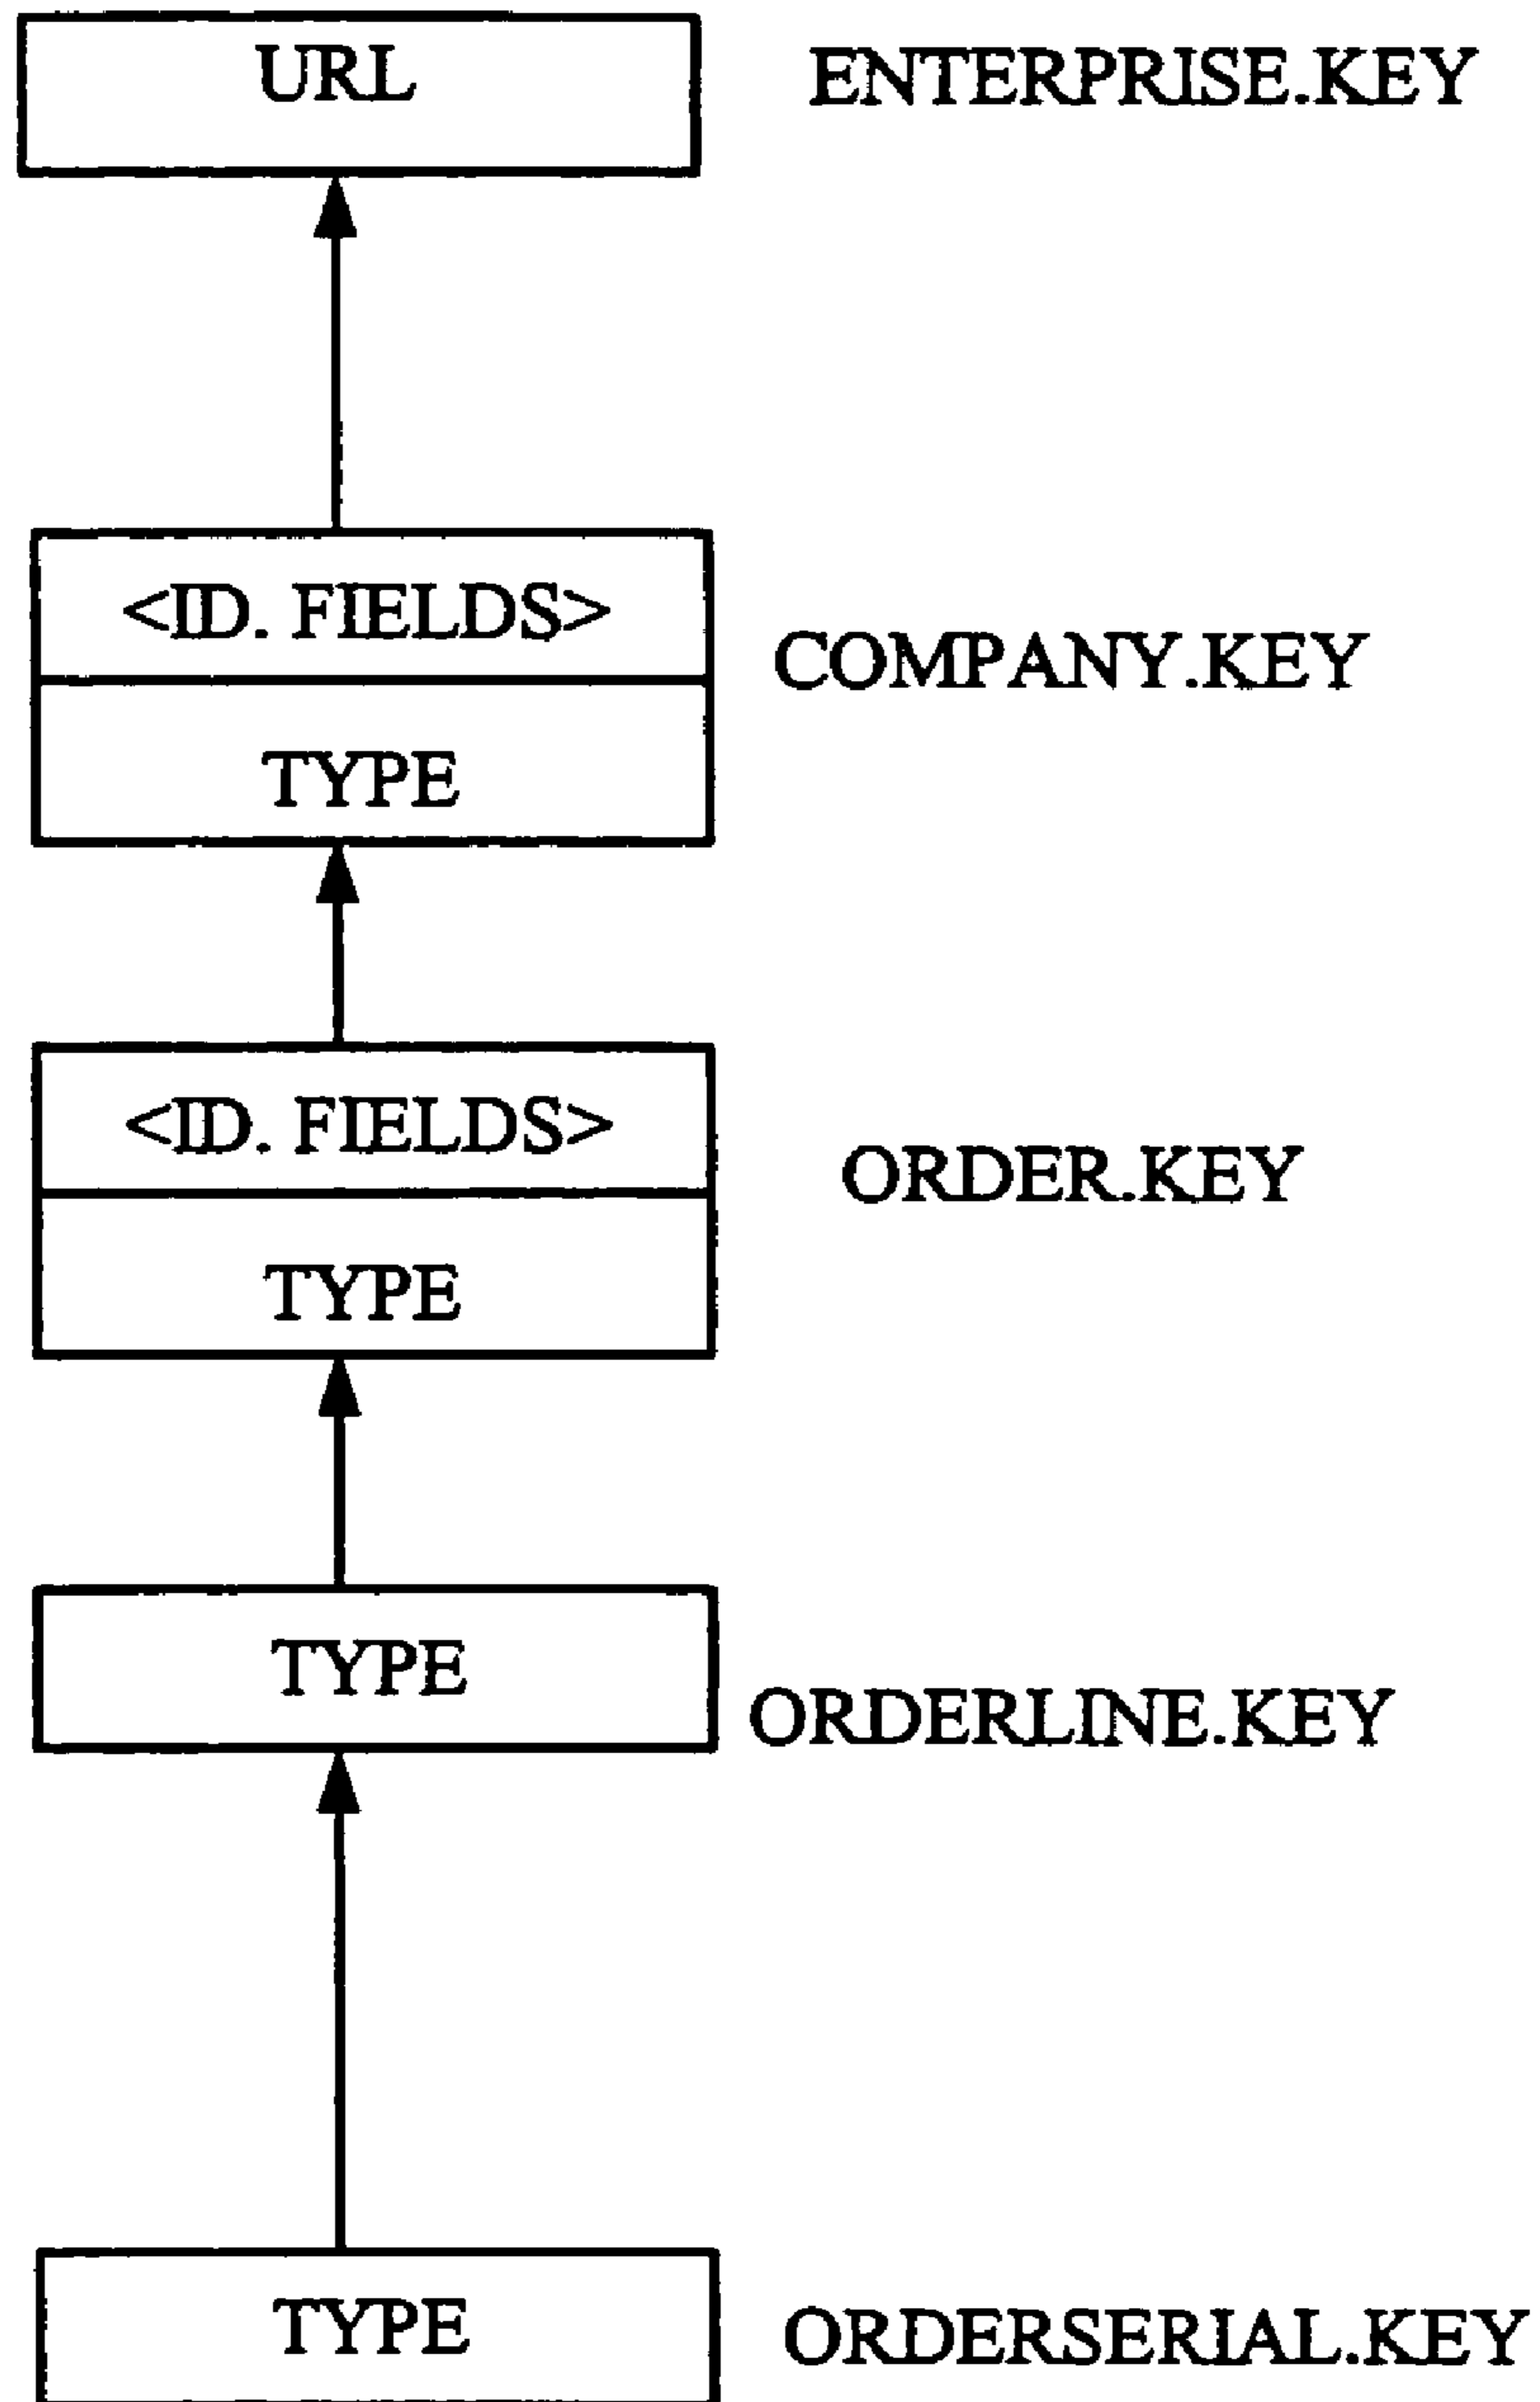 URL
ENTERPRISE.KEY
<ID. FIELDS>
COMPANY.KEY
TYPE
<ID. FIELDS>
ORDER.KEY
TYPE
TYPE
ORDERLINE.KEY
TYPE
ORDERSERIAL.KEY